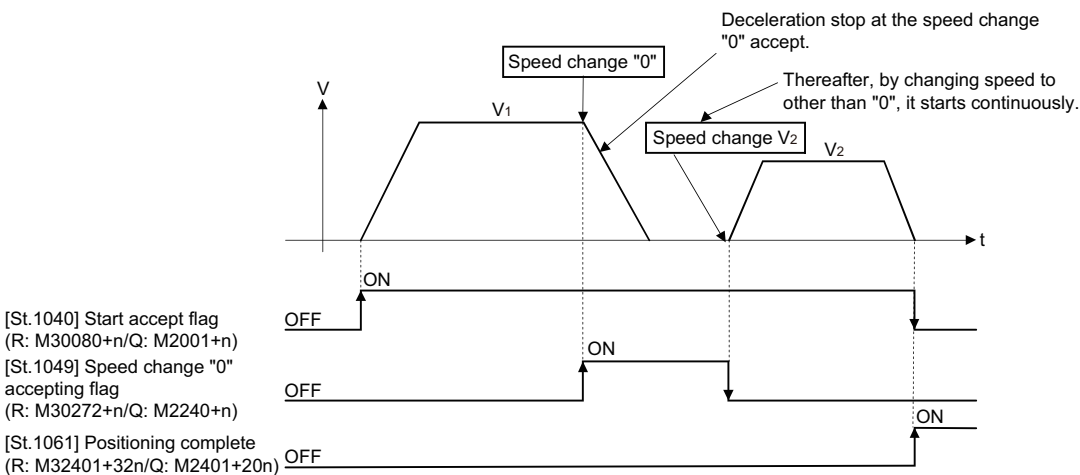 Deceleration stop at the speed change
"0" accept.
Speed change "0"
Thereafter, by changing speed to
other than "0", it starts continuously.
V
V1
Speed change V2
V2
t
ON
[St.1040] Start accept flag
(R: M30080+n/Q: M2001+n)
OFF
ON
[St.1049] Speed change "0"
accepting flag
(R: M30272+n/Q: M2240+n)
OFF
ON
[St.1061] Positioning complete
(R: M32401+32n/Q: M2401+20n)
OFF